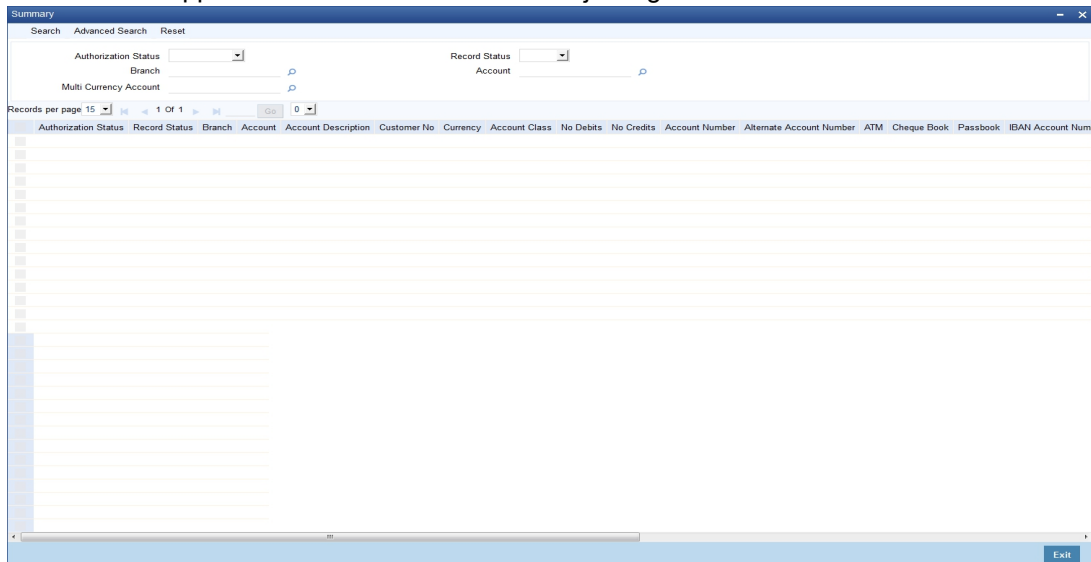 Summary
Search Advanced Search Reset
Authorization Status Record Status
Branch Account
Multi Currency Account
Records per page 15 1 Of 1 Go 0
Authorization Status Record Status Branch Account Account Description Customer No Currency Account Class No Debits No Credits Account Number Alternate Account Number ATM Cheque Book Passbook IBAN Account Num
Exit